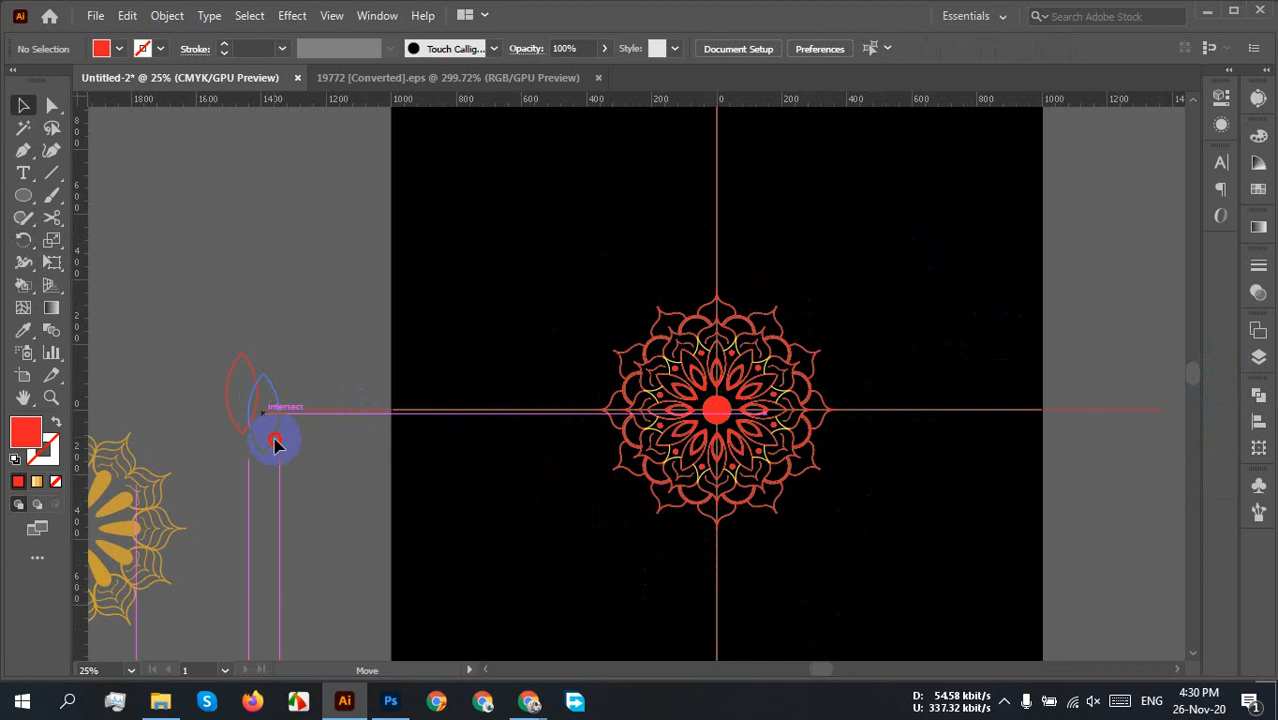 Ai File Edit Object Type Select Effect View Window Help Essentials Search Adobe Stock
No Selection Stroke: Touch Callig... Opacity: 100% Style: Document Setup Preferences
Untitled-2* @ 25% (CMYK/GPU Preview) × 19772 [Converted].eps @ 299.72% (RGB/GPU Preview) ×
1800 1600 1400 1200 1000 800 600 400 200 0 200 400 600 800 1000 1200 14
intersect
25% 1 Move
Ai Ps D: 54.58 kbit/s ENG 4:30 PM
U: 337.32 kbit/s 26-Nov-20